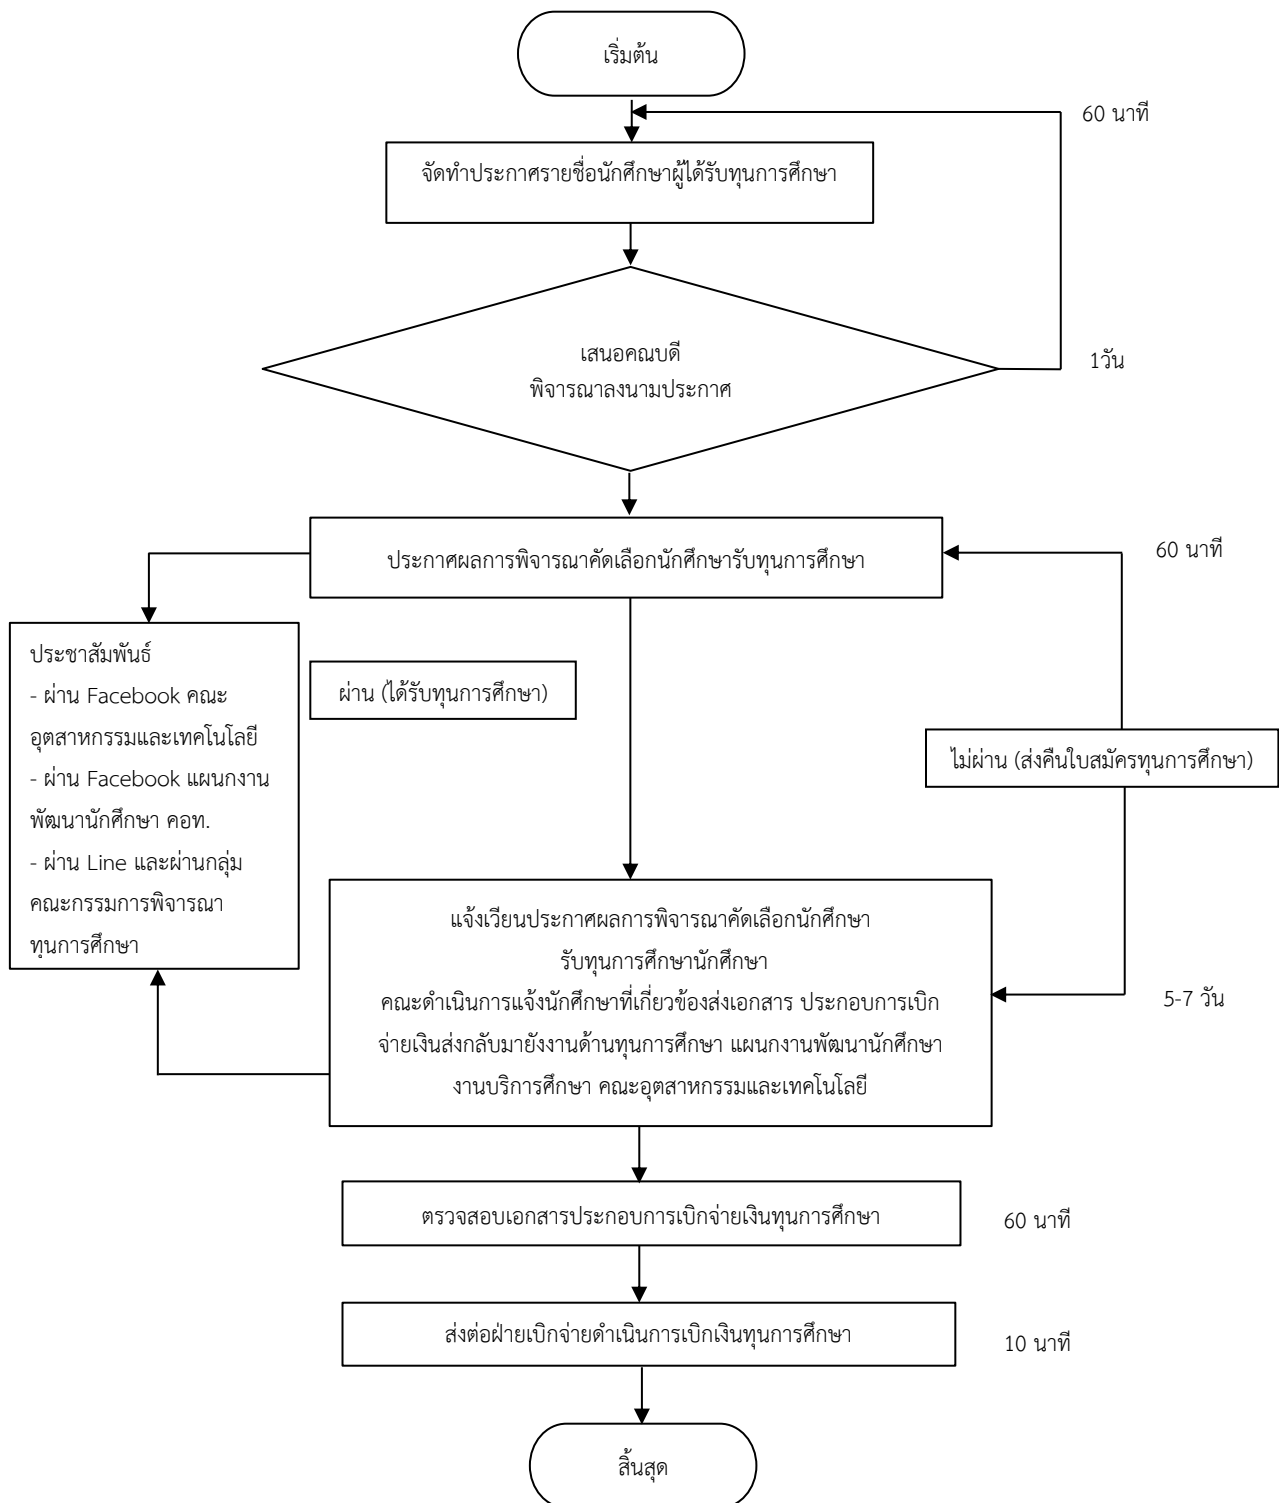 เริ่มต้น
60 นาที
จัดทำประกาศรายชื่อนักศึกษาผู้ได้รับทุนการศึกษา
เสนอคณบดี
พิจารณาลงนามประกาศ
1วัน
ประกาศผลการพิจารณาคัดเลือกนักศึกษารับทุนการศึกษา
60 นาที
ประชาสัมพันธ์
- ผ่าน Facebook คณะ
อุตสาหกรรมและเทคโนโลยี
- ผ่าน Facebook แผนกงาน
พัฒนานักศึกษา คอท.
- ผ่าน Line และผ่านกลุ่ม
คณะกรรมการพิจารณา
ทุนการศึกษา
ผ่าน (ได้รับทุนการศึกษา)
ไม่ผ่าน (ส่งคืนใบสมัครทุนการศึกษา)
แจ้งเวียนประกาศผลการพิจารณาคัดเลือกนักศึกษา
รับทุนการศึกษานักศึกษา
คณะดำเนินการแจ้งนักศึกษาที่เกี่ยวข้องส่งเอกสาร ประกอบการเบิก
จ่ายเงินส่งกลับมายังงานด้านทุนการศึกษา แผนกงานพัฒนานักศึกษา
งานบริการศึกษา คณะอุตสาหกรรมและเทคโนโลยี
5-7 วัน
ตรวจสอบเอกสารประกอบการเบิกจ่ายเงินทุนการศึกษา
60 นาที
ส่งต่อฝ่ายเบิกจ่ายดำเนินการเบิกเงินทุนการศึกษา
10 นาที
สิ้นสุด